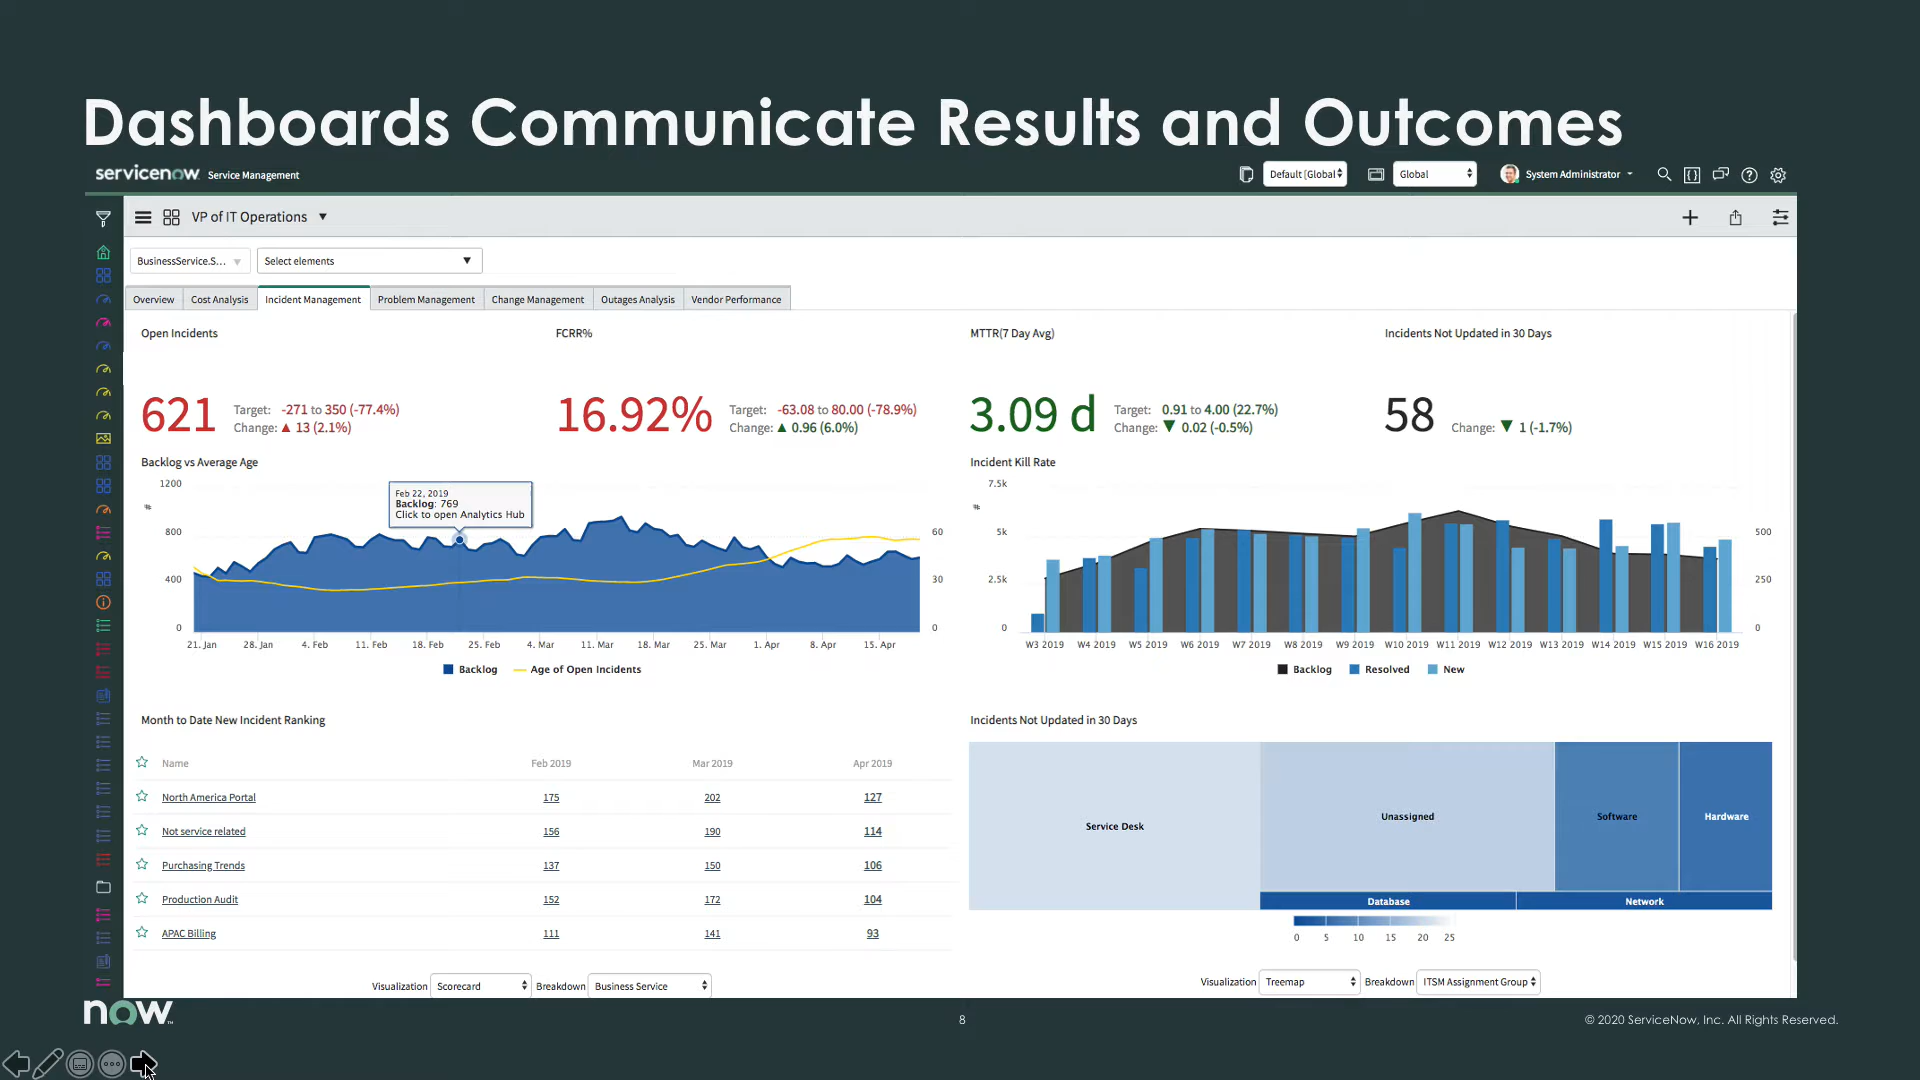 Dashboards Communicate Results and Outcomes
servicenow Service Management
Default [Global
Global
System Administrator
VP of IT Operations
BusinessService.S...
Select elements
Overview
Cost Analysis
Incident Management
Problem Management
Change Management
Outages Analysis
Vendor Performance
Open Incidents
FCRR%
MTTR(7 Day Avg)
Incidents Not Updated in 30 Days
621
Target: -271 to 350 (-77.4%)
Change: ▲ 13 (2.1%)
16.92%
Target: -63.08 to 80.00 (-78.9%)
Change: ▲ 0.96 (6.0%)
3.09 d
Target: 0.91 to 4.00 (22.7%)
Change: ▼ 0.02 (-0.5%)
58
Change: ▼ 1 (-1.7%)
Backlog vs Average Age
1200
%
800
400
0
60
30
0
Feb 22, 2019
Backlog: 769
Click to open Analytics Hub
21. Jan 28. Jan 4. Feb 11. Feb 18. Feb 25. Feb 4. Mar 11. Mar 18. Mar 25. Mar 1. Apr 8. Apr 15. Apr
Backlog Age of Open Incidents
Incident Kill Rate
7.5k
%
5k
2.5k
0
500
250
0
W3 2019 W4 2019 W5 2019 W6 2019 W7 2019 W8 2019 W9 2019 W10 2019 W11 2019 W12 2019 W13 2019 W14 2019 W15 2019 W16 2019
Backlog Resolved New
Month to Date New Incident Ranking
Name Feb 2019 Mar 2019 Apr 2019
North America Portal 175 202 127
Not service related 156 190 114
Purchasing Trends 137 150 106
Production Audit 152 172 104
APAC Billing 111 141 93
Visualization Scorecard Breakdown Business Service
Incidents Not Updated in 30 Days
Service Desk
Unassigned
Software
Hardware
Database
Network
0 5 10 15 20 25
Visualization Treemap Breakdown ITSM Assignment Group
now
8
© 2020 ServiceNow, Inc. All Rights Reserved.